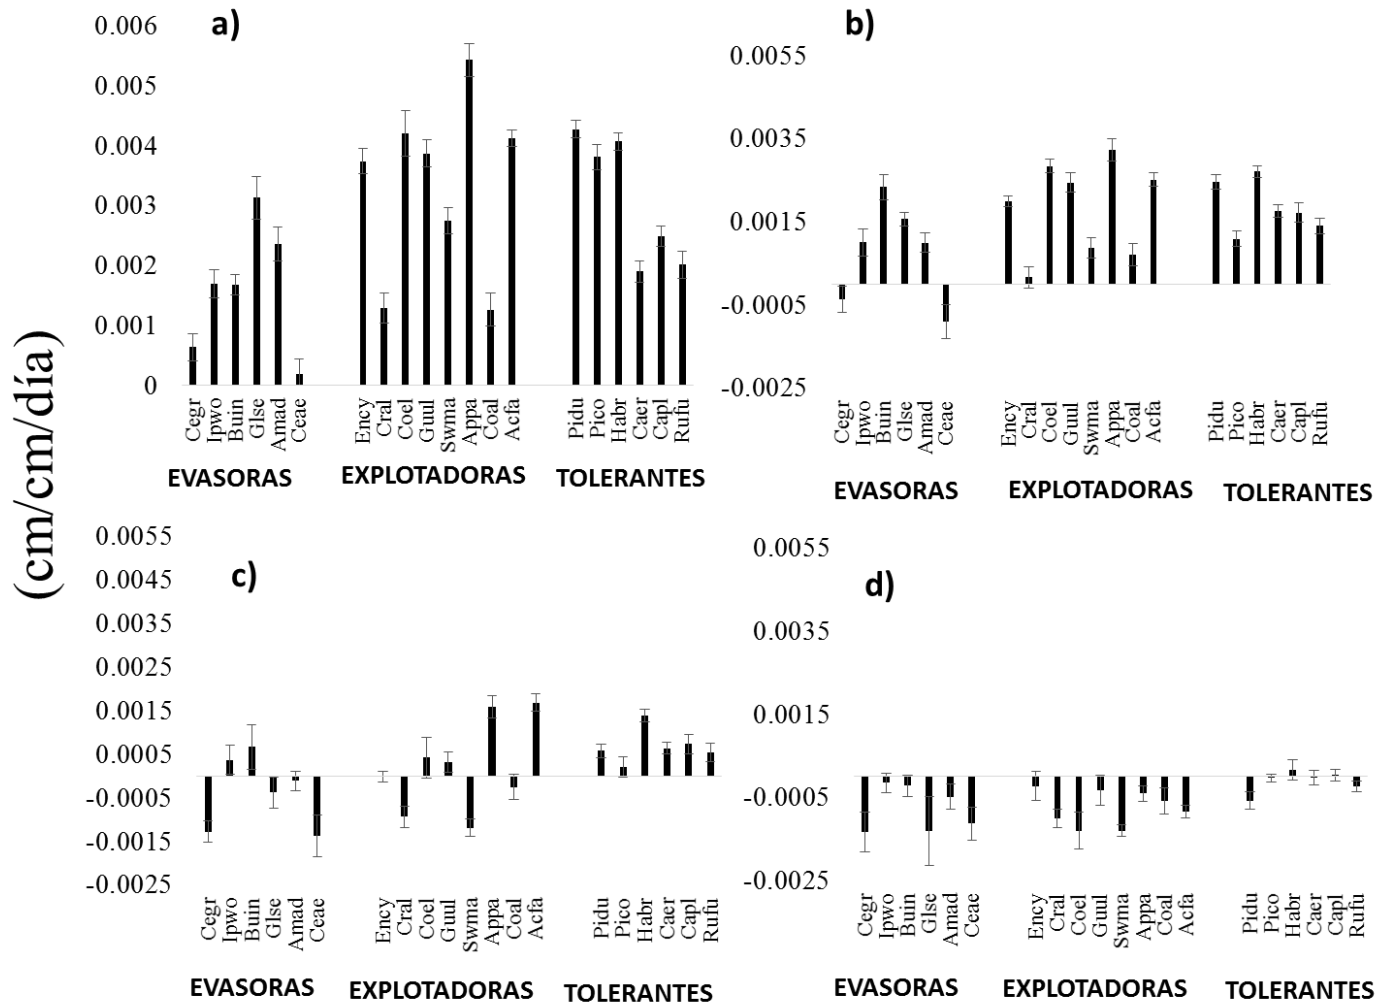 (cm/cm/día)
a)
0.006
0.005
0.004
0.003
0.002
0.001
0
Cegr
Ipwo
Buin
Glse
Amad
Ceae
Ency
Cral
Coel
Guul
Swma
Appa
Coal
Acfa
Pidu
Pico
Habr
Caer
Capl
Rufu
EVASORAS EXPLOTADORAS TOLERANTES
b)
0.0055
0.0035
0.0015
-0.0005
-0.0025
Cegr
Ipwo
Buin
Glse
Amad
Ceae
Ency
Cral
Coel
Guul
Swma
Appa
Coal
Acfa
Pidu
Pico
Habr
Caer
Capl
Rufu
EVASORAS EXPLOTADORAS TOLERANTES
c)
0.0055
0.0045
0.0035
0.0025
0.0015
0.0005
-0.0005
-0.0015
-0.0025
Cegr
Ipwo
Buin
Glse
Amad
Ceae
Ency
Cral
Coel
Guul
Swma
Appa
Coal
Acfa
Pidu
Pico
Habr
Caer
Capl
Rufu
EVASORAS EXPLOTADORAS TOLERANTES
d)
0.0055
0.0035
0.0015
-0.0005
-0.0025
Cegr
Ipwo
Buin
Glse
Amad
Ceae
Ency
Cral
Coel
Guul
Swma
Appa
Coal
Acfa
Pidu
Pico
Habr
Caer
Capl
Rufu
EVASORAS EXPLOTADORAS TOLERANTES